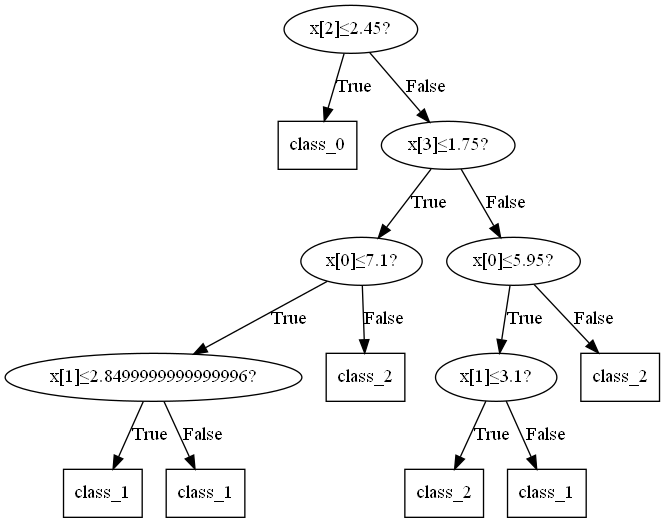 x[2]≤2.45?
True
False
class_0
x[3]≤1.75?
True
False
x[0]≤7.1?
x[0]≤5.95?
True
False
True
False
x[1]≤2.8499999999999996?
class_2
x[1]≤3.1?
class_2
True
False
True
False
class_1
class_1
class_2
class_1